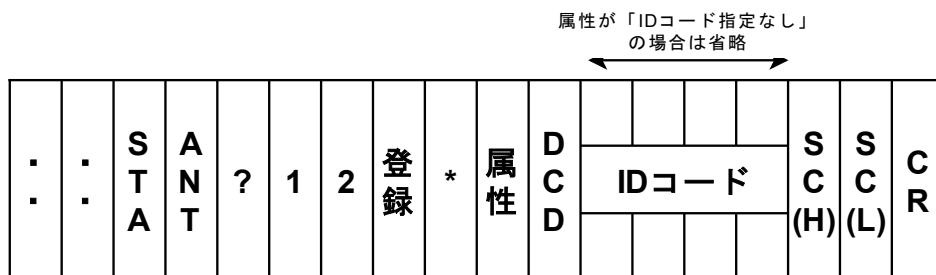 属性が「IDコード指定なし」
の場合は省略
: : STA ANT ? 1 2 登録 * 属性 DCD IDコード SC(H) SC(L) CR